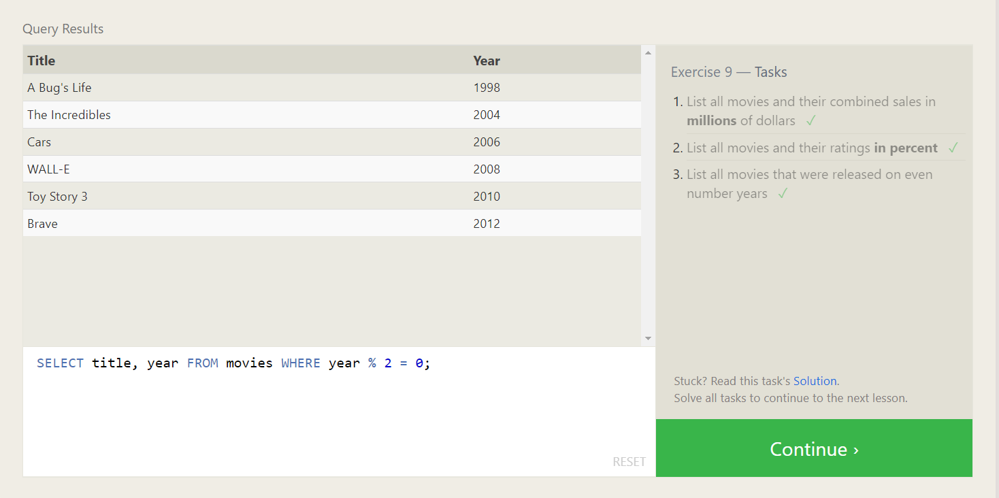 Query Results
Title Year
A Bug's Life 1998
The Incredibles 2004
Cars 2006
WALL-E 2008
Toy Story 3 2010
Brave 2012
SELECT title, year FROM movies WHERE year % 2 = 0;
RESET
Exercise 9 — Tasks
1. List all movies and their combined sales in
millions of dollars ✓
2. List all movies and their ratings in percent ✓
3. List all movies that were released on even
number years ✓
Stuck? Read this task's Solution.
Solve all tasks to continue to the next lesson.
Continue ›